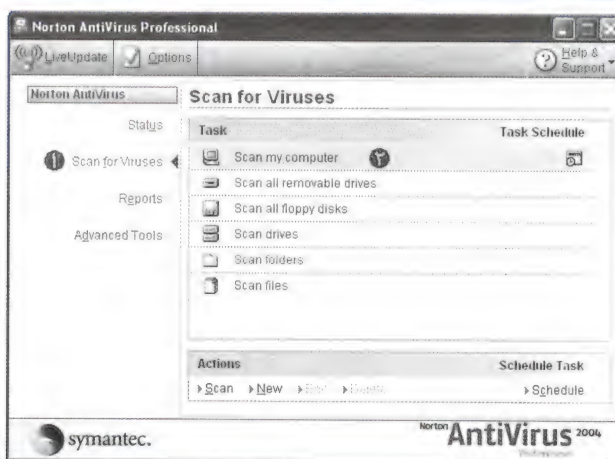 Norton AntiVirus Professional
LiveUpdate Options Help & Support
Norton AntiVirus
Scan for Viruses
Status
Task Task Schedule
1 Scan for Viruses
Scan my computer
Scan all removable drives
Reports
Scan all floppy disks
Advanced Tools
Scan drives
Scan folders
Scan files
Actions Schedule Task
Scan New Schedule
symantec.
Norton AntiVirus 2004
Professional